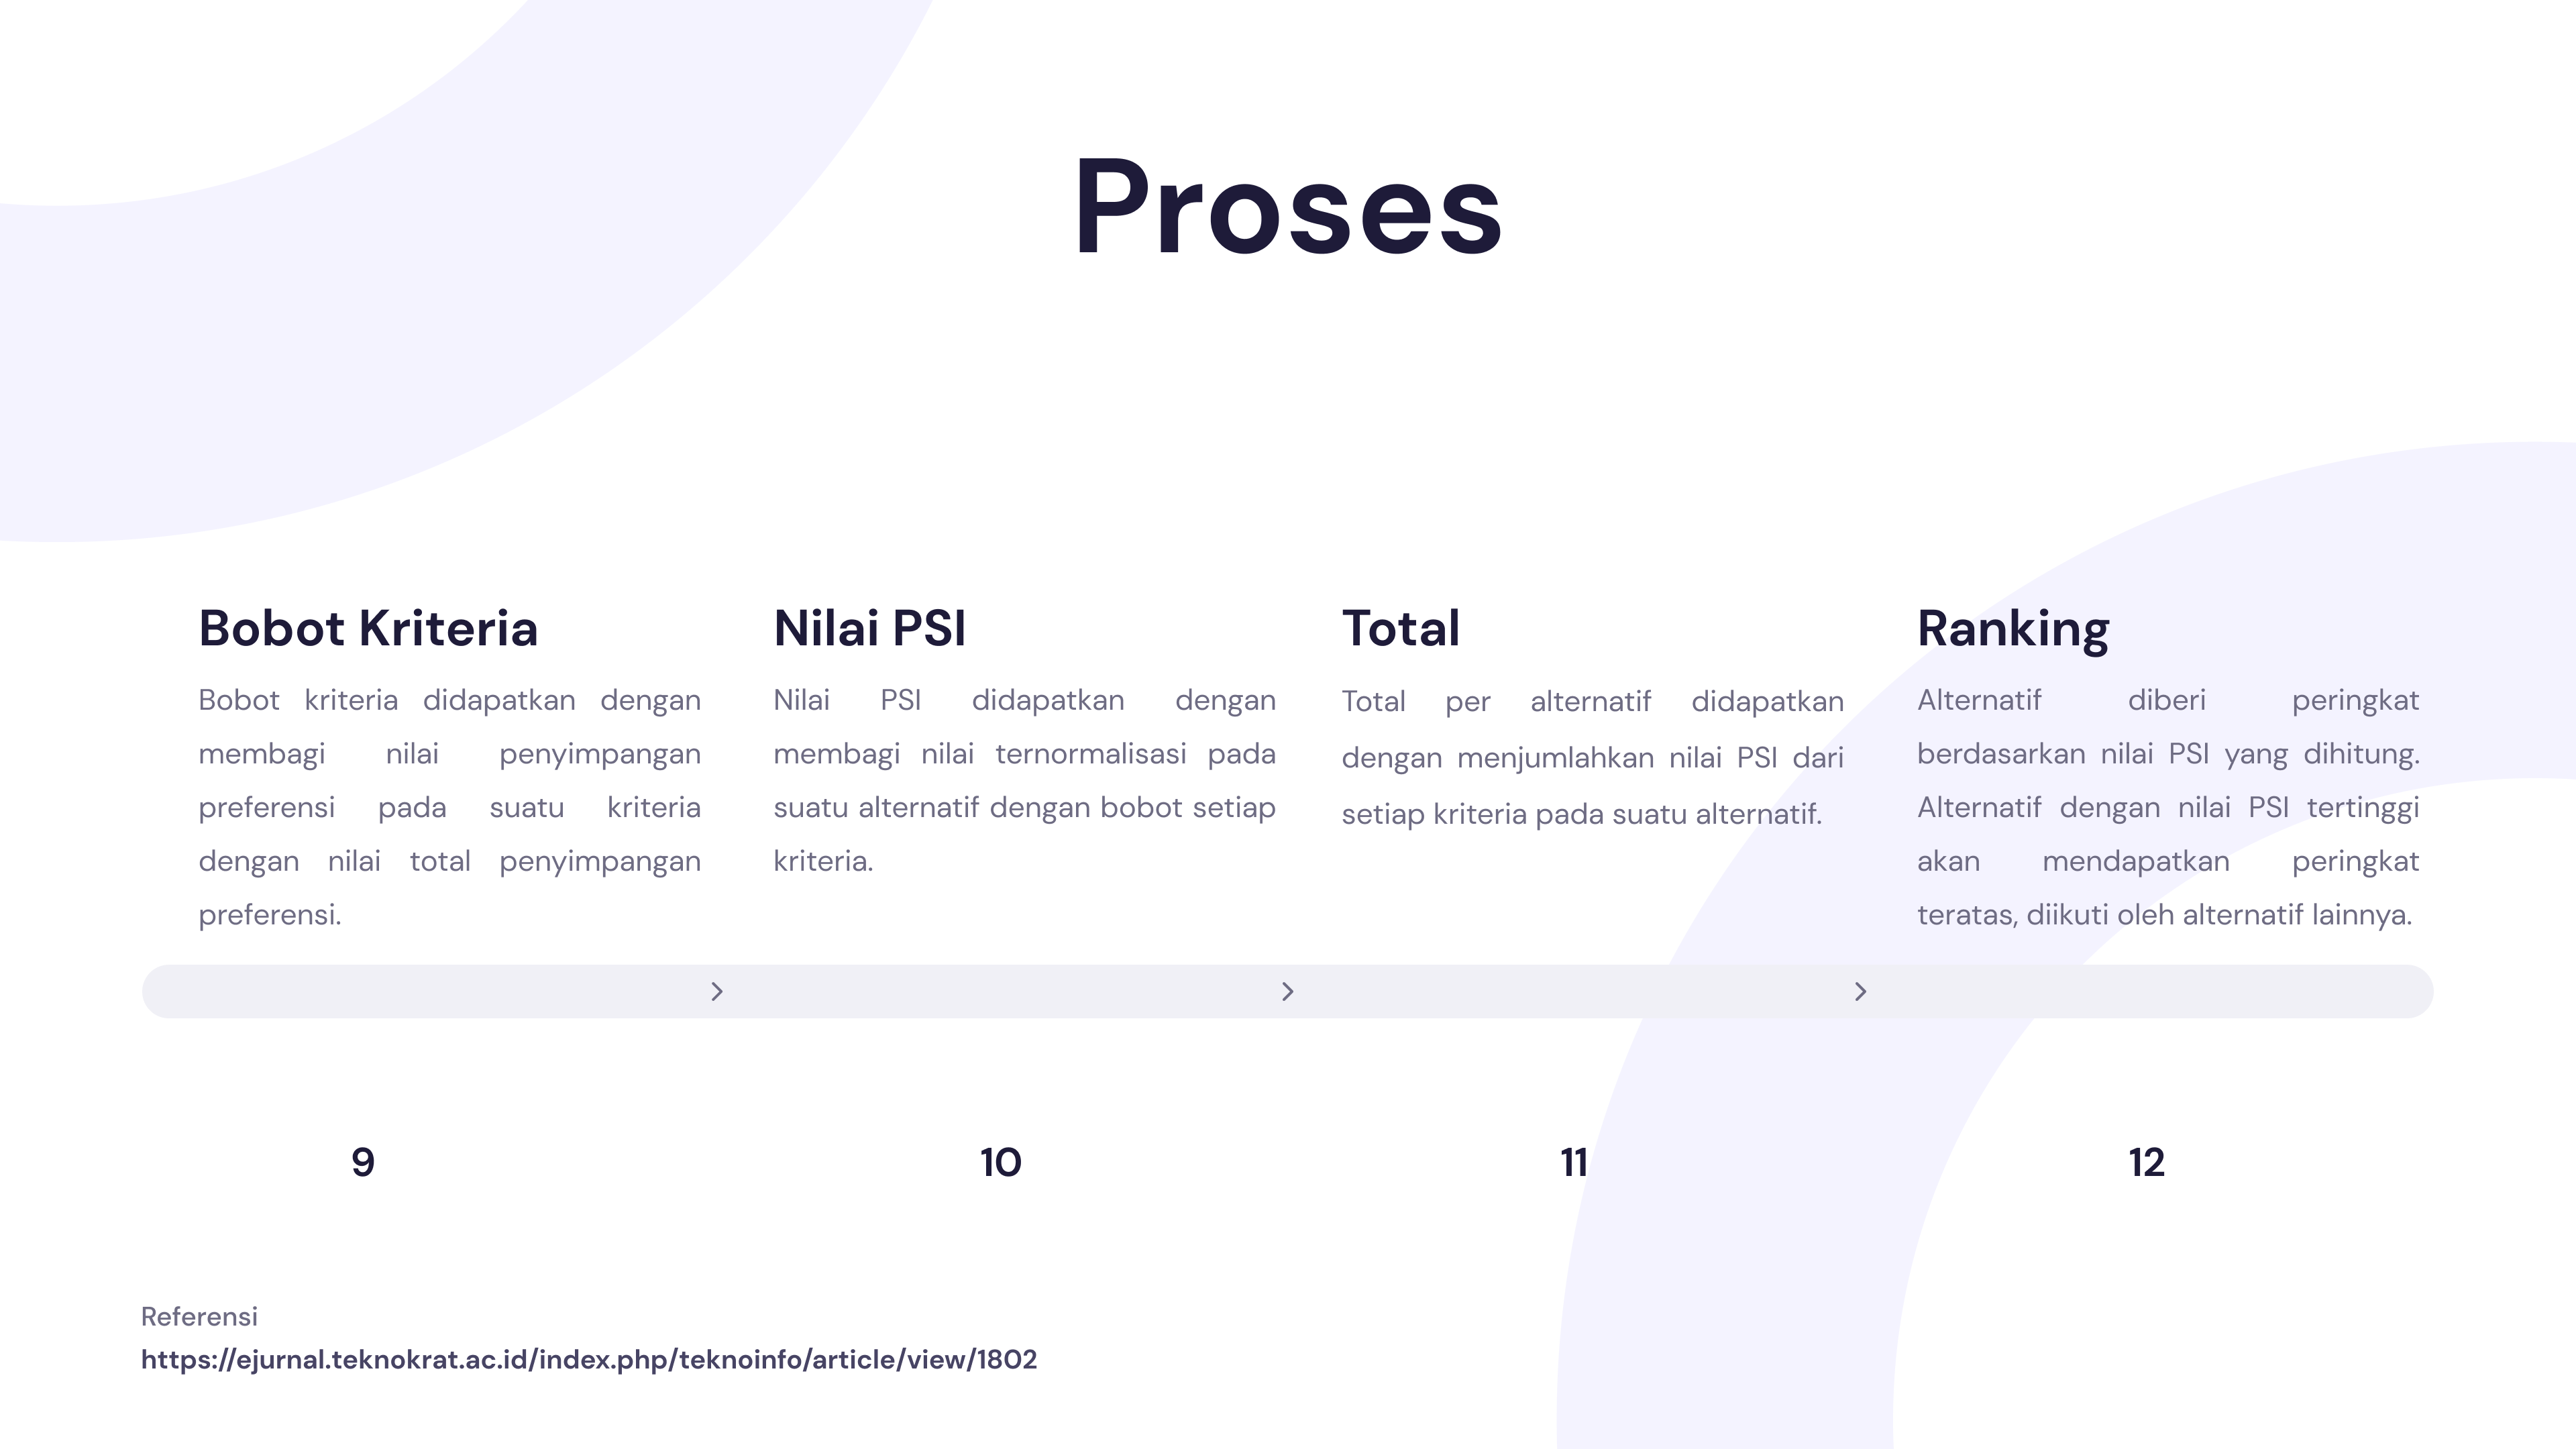 Proses
Bobot Kriteria
Bobot kriteria didapatkan dengan
membagi nilai penyimpangan
preferensi pada suatu kriteria
dengan nilai total penyimpangan
preferensi.
Nilai PSI
Nilai PSI didapatkan dengan
membagi nilai ternormalisasi pada
suatu alternatif dengan bobot setiap
kriteria.
Total
Total per alternatif didapatkan
dengan menjumlahkan nilai PSI dari
setiap kriteria pada suatu alternatif.
Ranking
Alternatif diberi peringkat
berdasarkan nilai PSI yang dihitung.
Alternatif dengan nilai PSI tertinggi
akan mendapatkan peringkat
teratas, diikuti oleh alternatif lainnya.
9
10
11
12
Referensi
https://ejurnal.teknokrat.ac.id/index.php/teknoinfo/article/view/1802